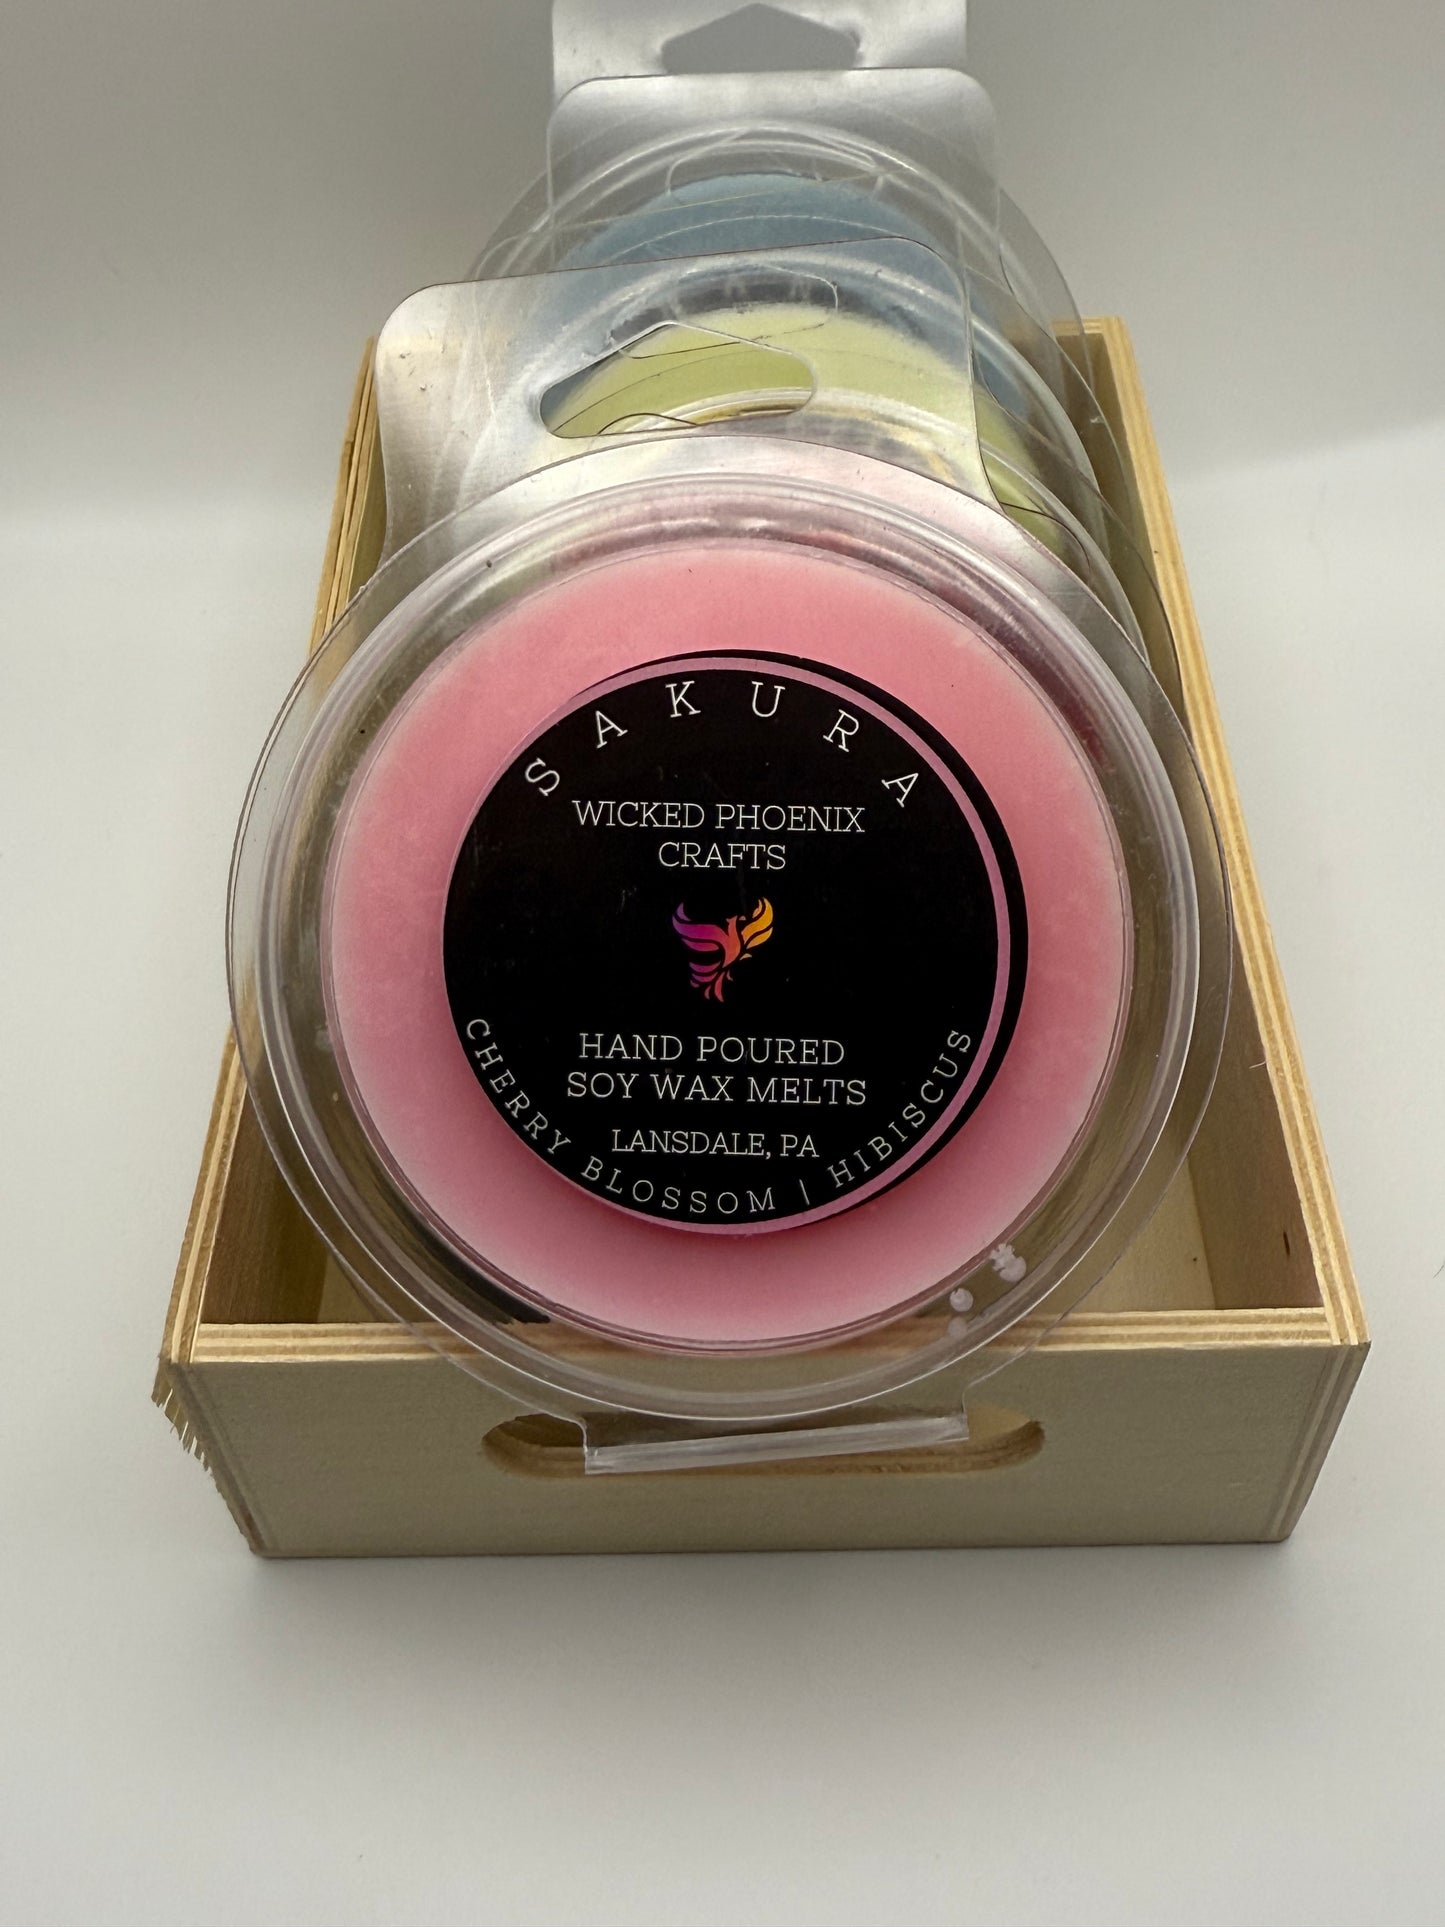 SAKURA
WICKED PHOENIX
CRAFTS
HAND POURED
SOY WAX MELTS
LANSDALE, PA
CHERRY BLOSSOM | HIBISCUS